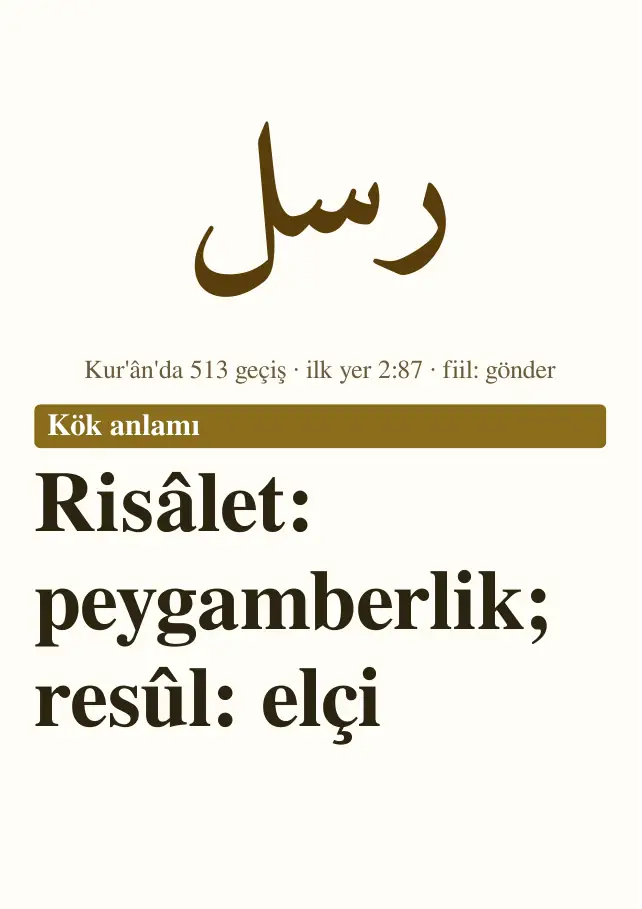 رسل
Kur'ân'da 513 geçiş · ilk yer 2:87 · fiil: gönder
Kök anlamı
Risâlet:
peygamberlik;
resûl: elçi